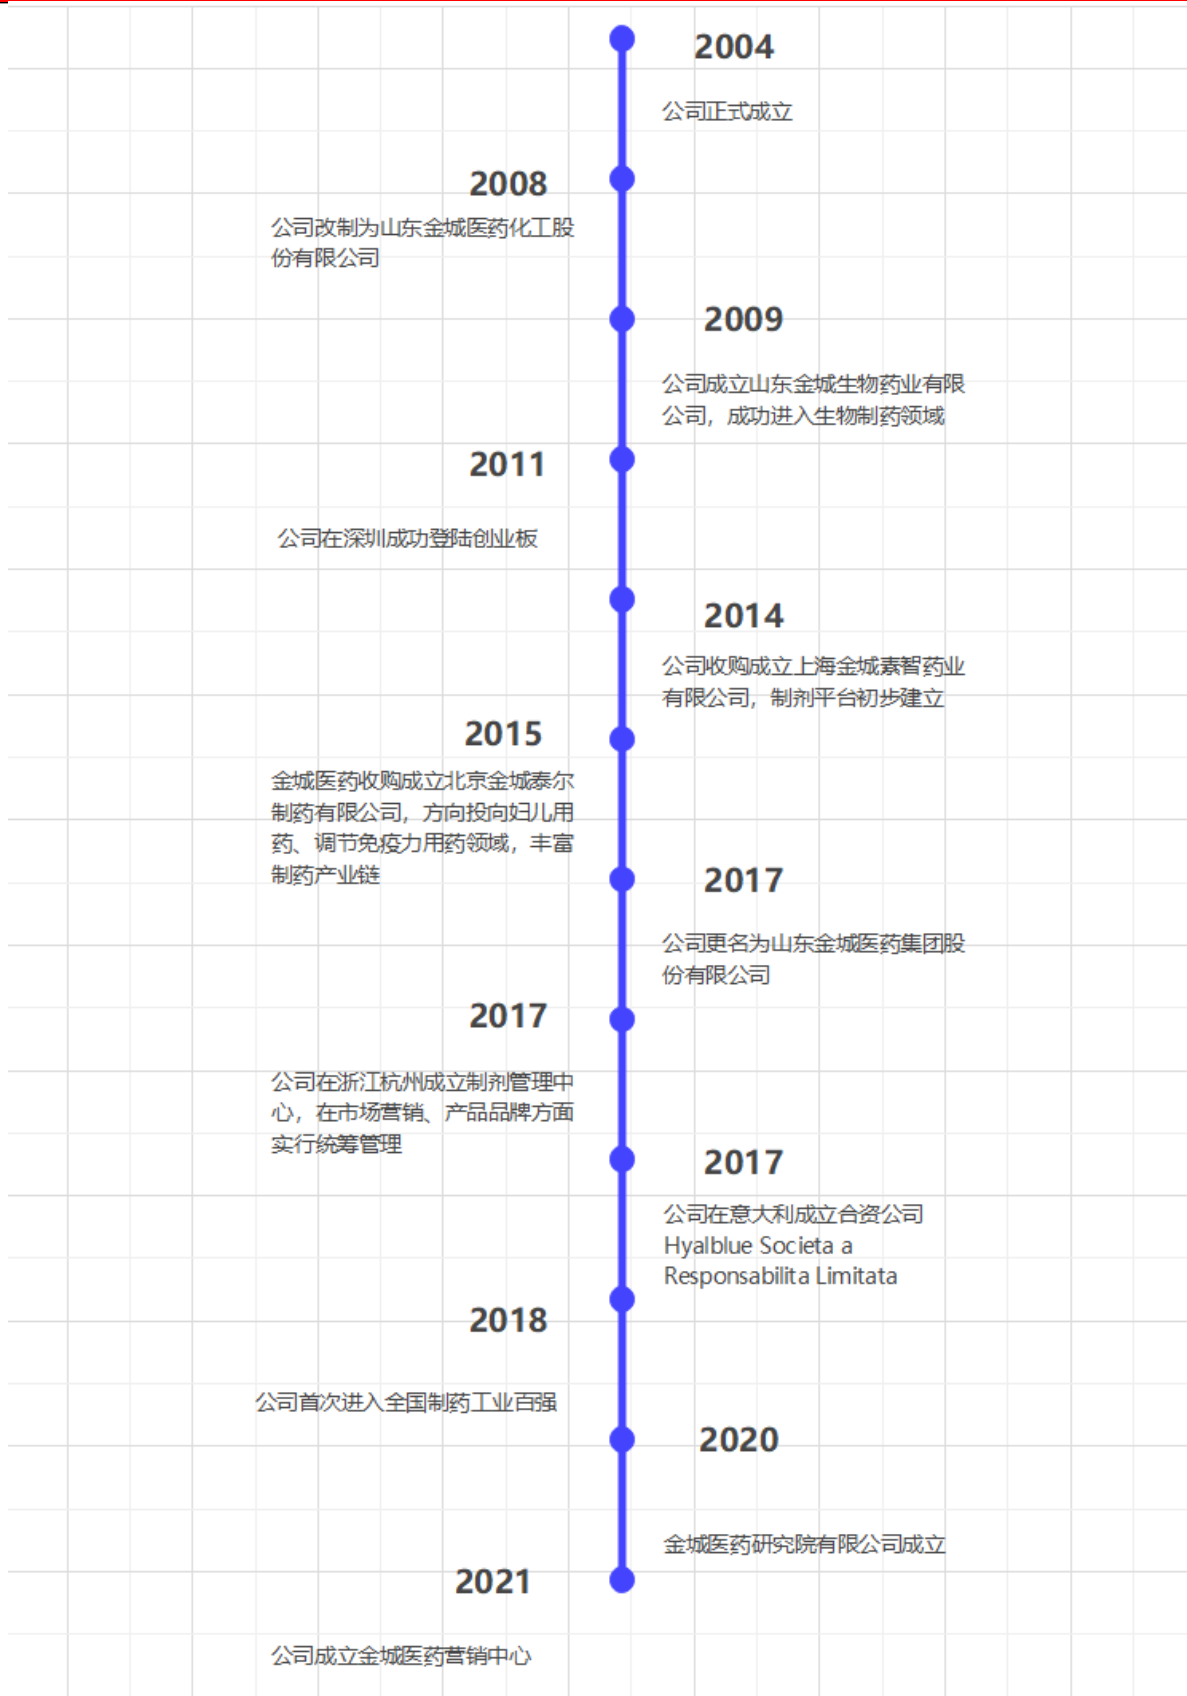 2004
公司正式成立
2008
公司改制为山东金城医药化工股
份有限公司
2009
公司成立山东金城生物药业有限
公司，成功进入生物制药领域
2011
公司在深圳成功登陆创业板
2014
公司收购成立上海金城素智药业
有限公司，制剂平台初步建立
2015
金城医药收购成立北京金城泰尔
制药有限公司，方向投向妇儿用
药、调节免疫力用药领域，丰富
制药产业链
2017
公司更名为山东金城医药集团股
份有限公司
2017
公司在浙江杭州成立制剂管理中
心，在市场营销、产品品牌方面
实行统筹管理
2017
公司在意大利成立合资公司
Hyalblue Societa a
Responsabilita Limitata
2018
公司首次进入全国制药工业百强
2020
金城医药研究院有限公司成立
2021
公司成立金城医药营销中心